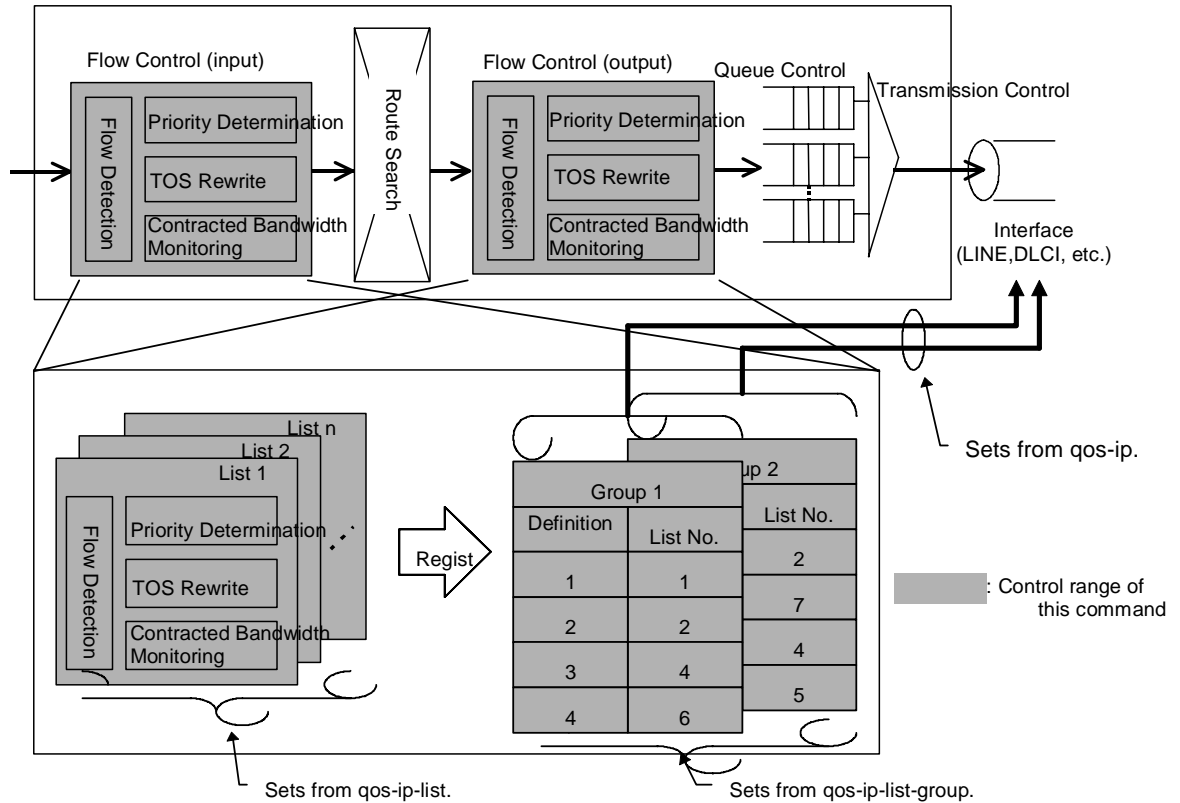 Flow Control (input)
Flow Detection
Priority Determination
TOS Rewrite
Contracted Bandwidth
Monitoring
Route Search
Flow Control (output)
Flow Detection
Priority Determination
TOS Rewrite
Contracted Bandwidth
Monitoring
Queue Control
Transmission Control
Interface
(LINE,DLCI, etc.)
Sets from qos-ip.
List n
List 2
List 1
Flow Detection
Priority Determination
TOS Rewrite
Contracted Bandwidth
Monitoring
Regist
Group 1
Definition
List No.
1
1
2
2
3
4
4
6
up 2
List No.
2
7
4
5
: Control range of
this command
Sets from qos-ip-list.
Sets from qos-ip-list-group.